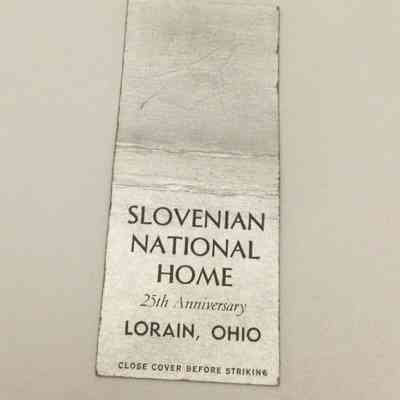 SLOVENIAN
NATIONAL
HOME
25th Anniversary
LORAIN, OHIO
CLOSE COVER BEFORE STRIKING